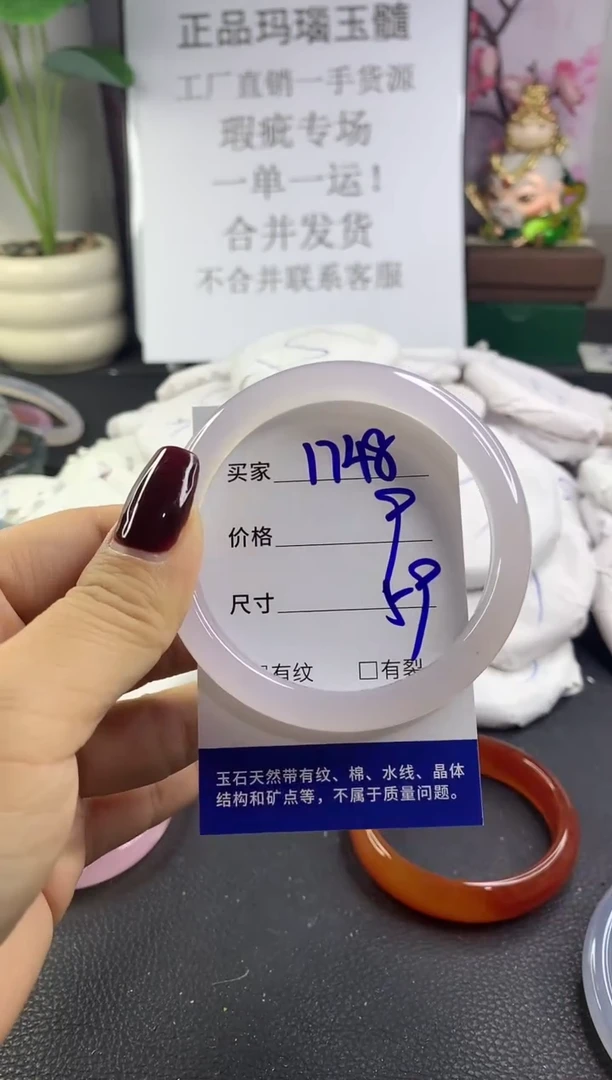 正品玛瑙玉髓
工厂直销一手货源
瑕疵专场
一单一运!
合并发货
不合并联系客服
买家 1748
价格 9
尺寸 59
有纹 □有裂
玉石天然带有纹、棉、水线、晶体
结构和矿点等,不属于质量问题。